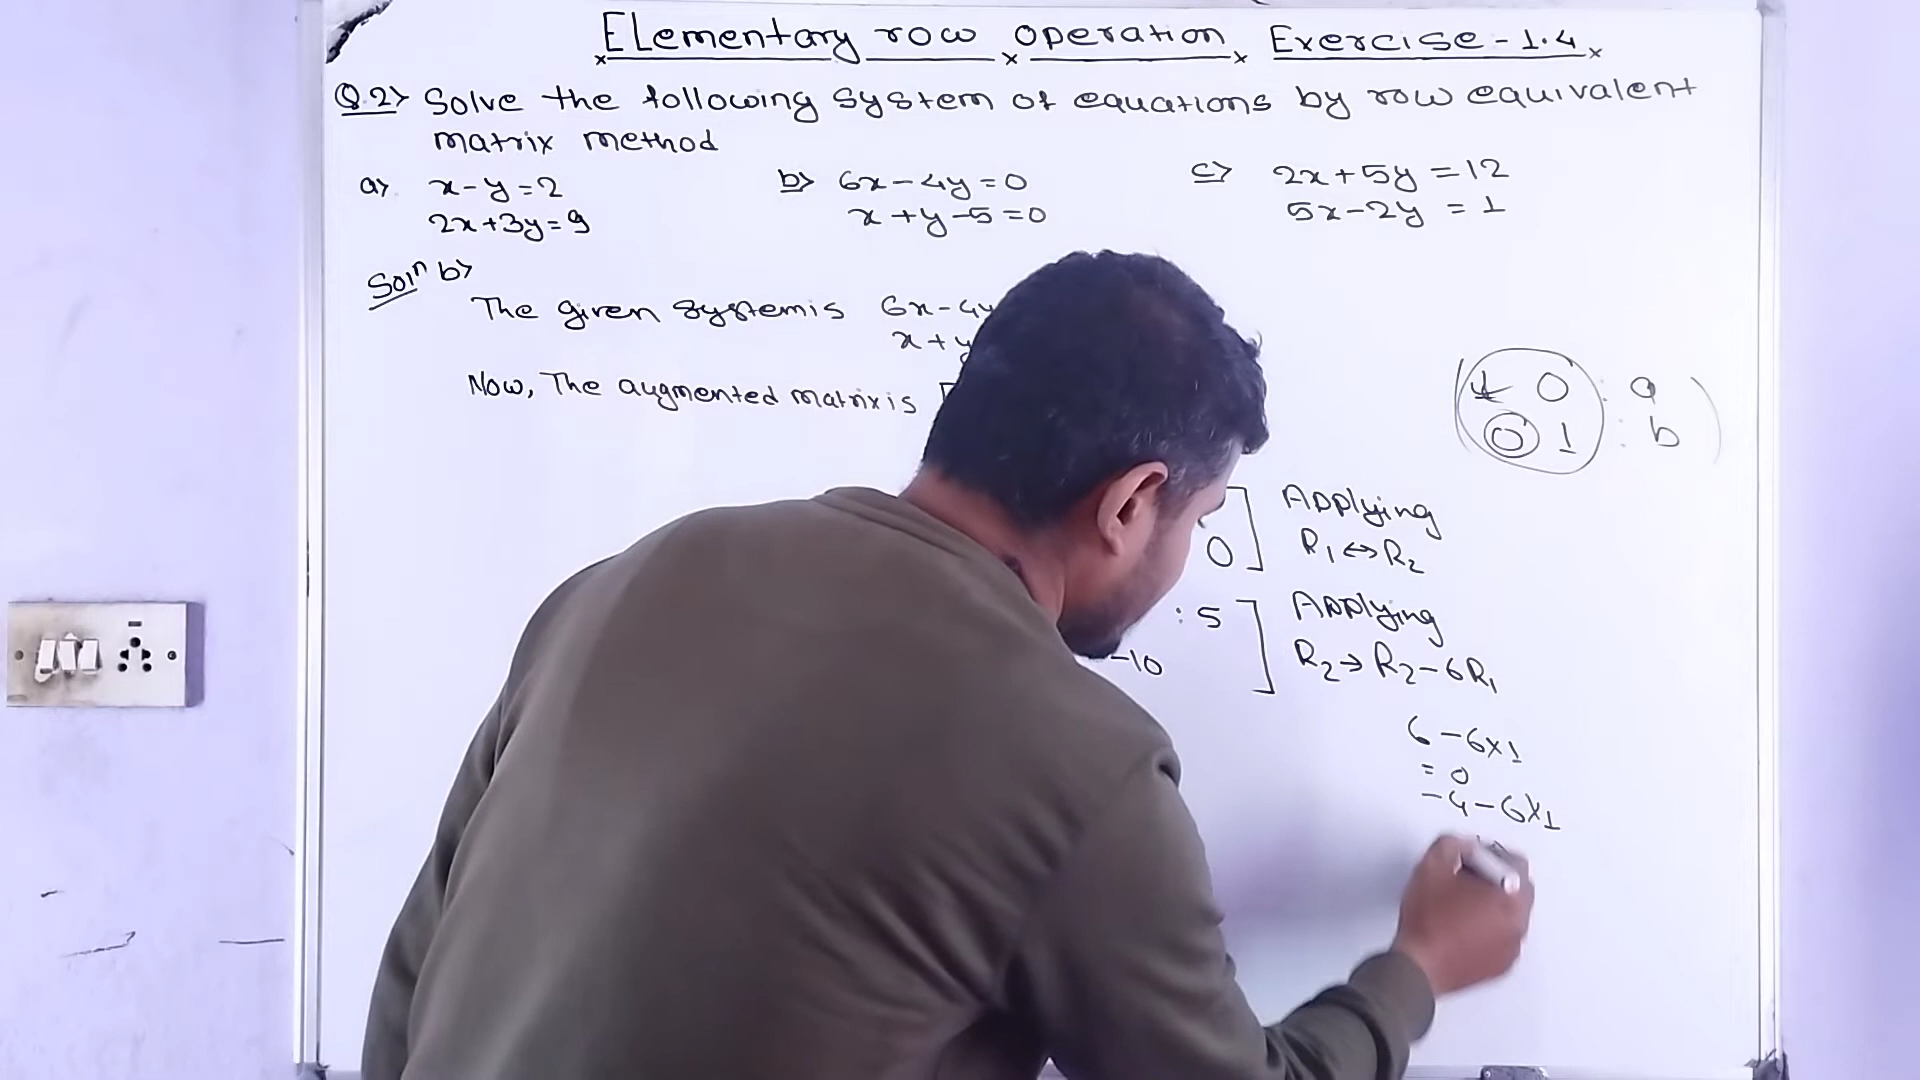 Elementary row operation Exercise-1.4
Q.2> Solve the following system of equations by row equivalent
matrix method
a> x-y=2 b> 6x-4y=0 c> 2x+5y=12
2x+3y=9 x+y-5=0 5x-2y=1
Solⁿ b>
The given system is 6x-4y
x+y
Now, The augmented matrix is [
1 0 : a
0 1 : b
] Applying
0 R₁↔R₂
: 5 ] Applying
-10 R₂→R₂-6R₁
6-6×1
=0
-4-6×1